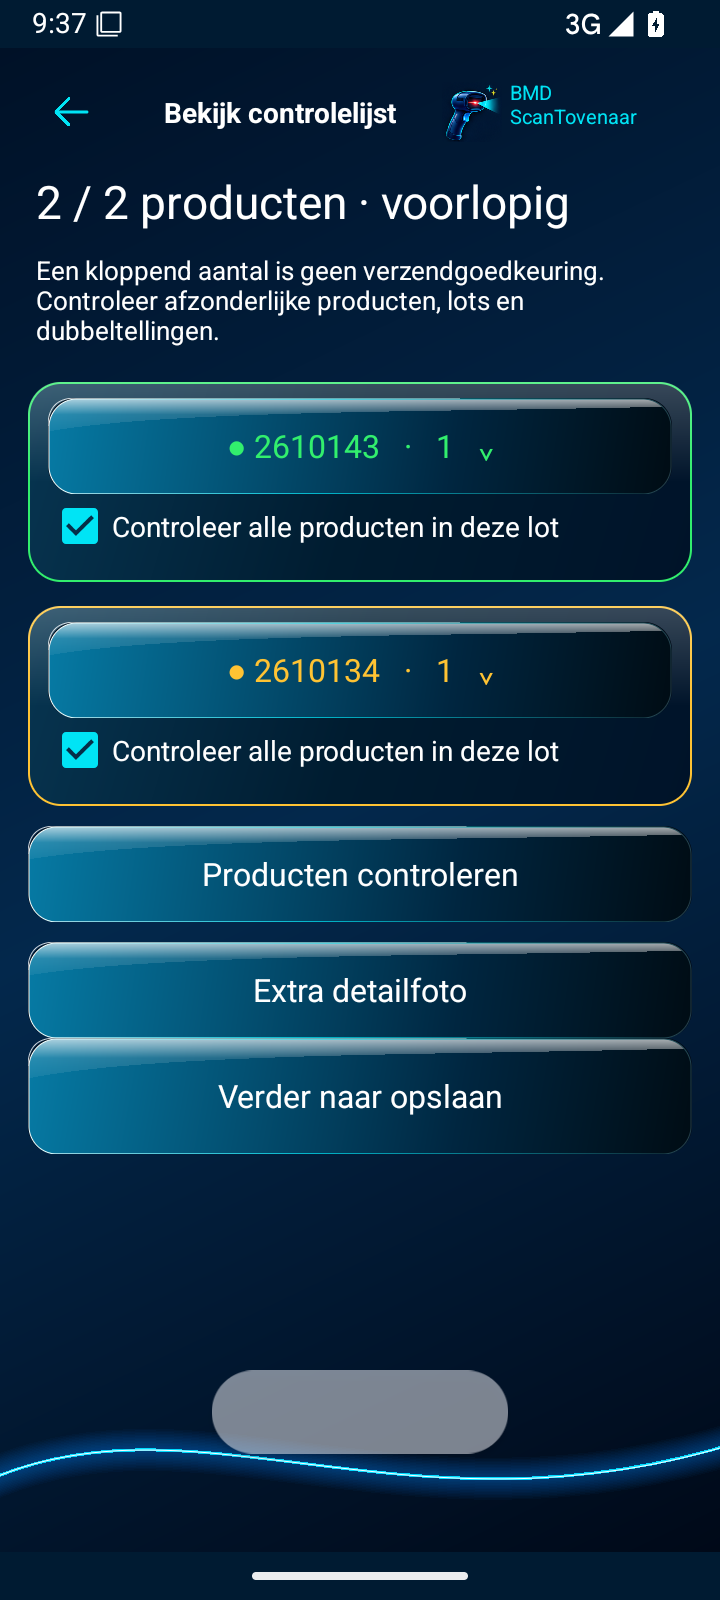 9:37
3G
Bekijk controlelijst
BMD
ScanTovenaar
2 / 2 producten · voorlopig
Een kloppend aantal is geen verzendgoedkeuring.
Controleer afzonderlijke producten, lots en
dubbeltellingen.
2610143 · 1
Controleer alle producten in deze lot
2610134 · 1
Controleer alle producten in deze lot
Producten controleren
Extra detailfoto
Verder naar opslaan